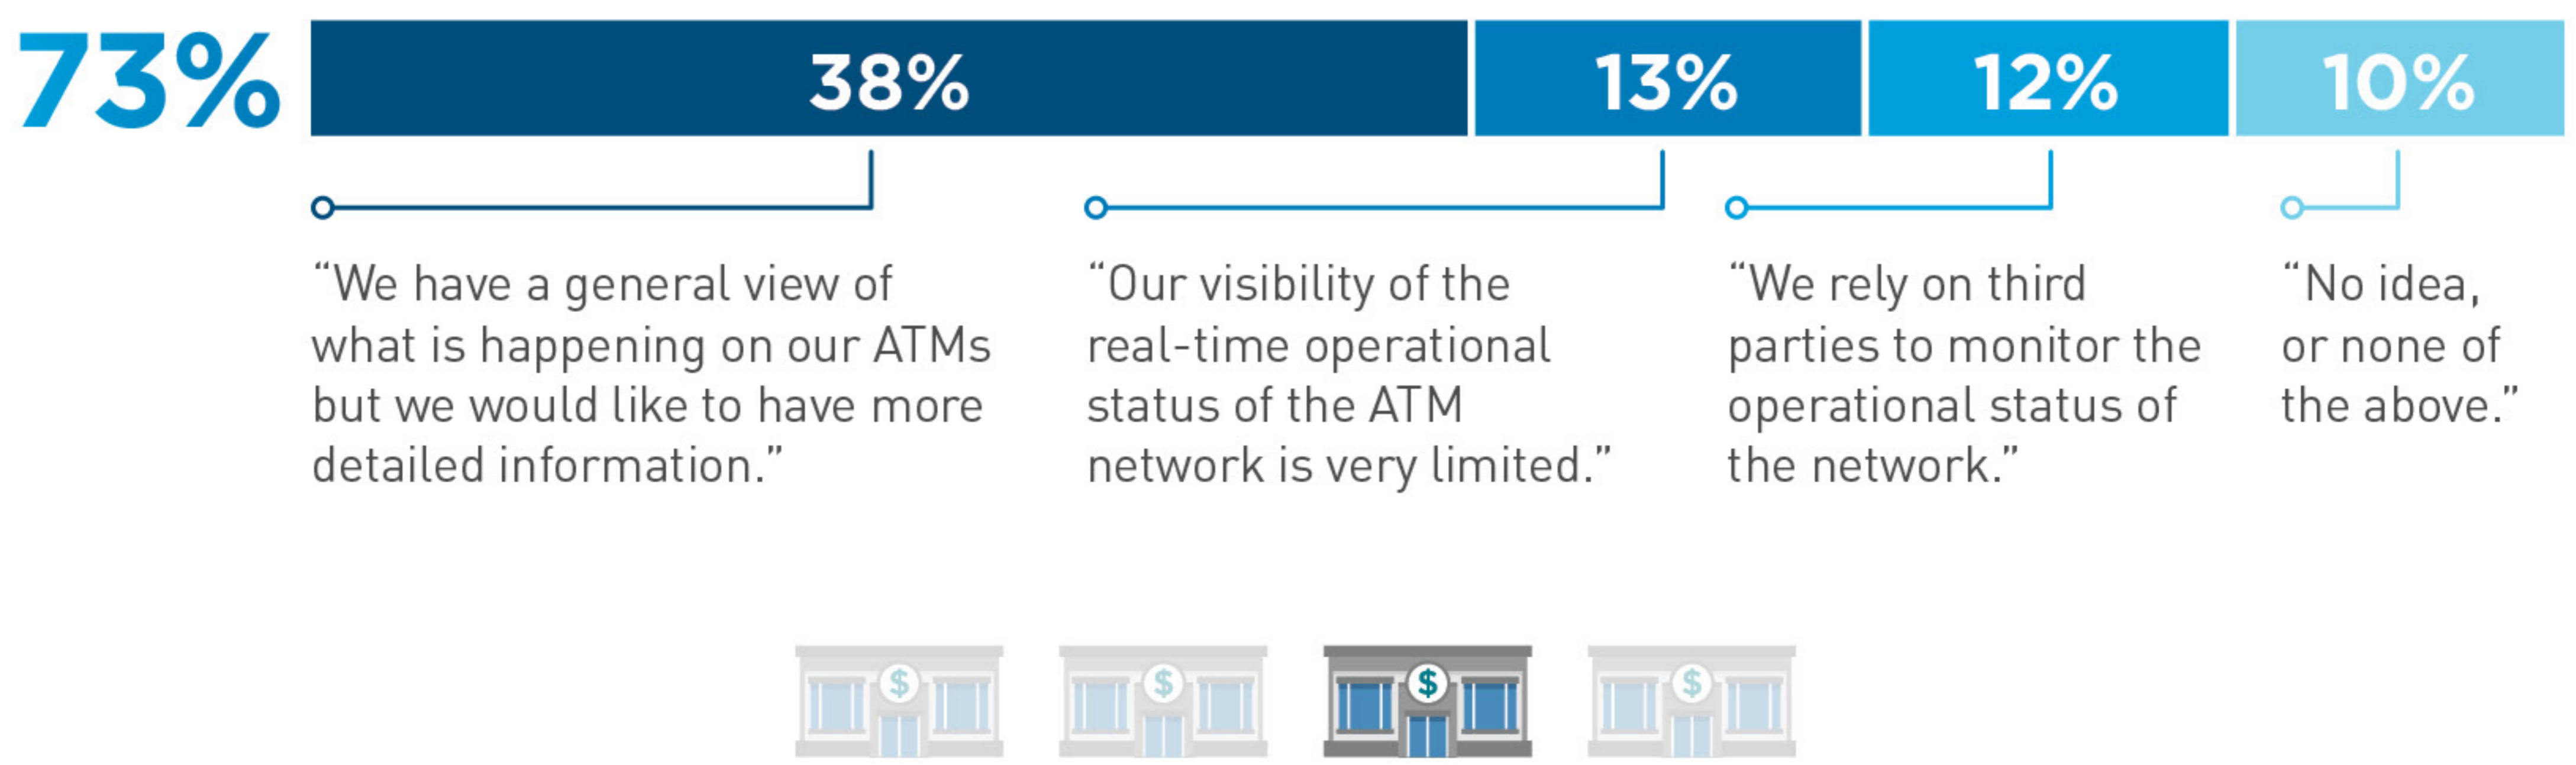 73%
38%
13%
12%
10%
“We have a general view of
what is happening on our ATMs
but we would like to have more
detailed information.”
“Our visibility of the
real-time operational
status of the ATM
network is very limited.”
“We rely on third
parties to monitor the
operational status of
the network.”
“No idea,
or none of
the above.”
$
$
$
$